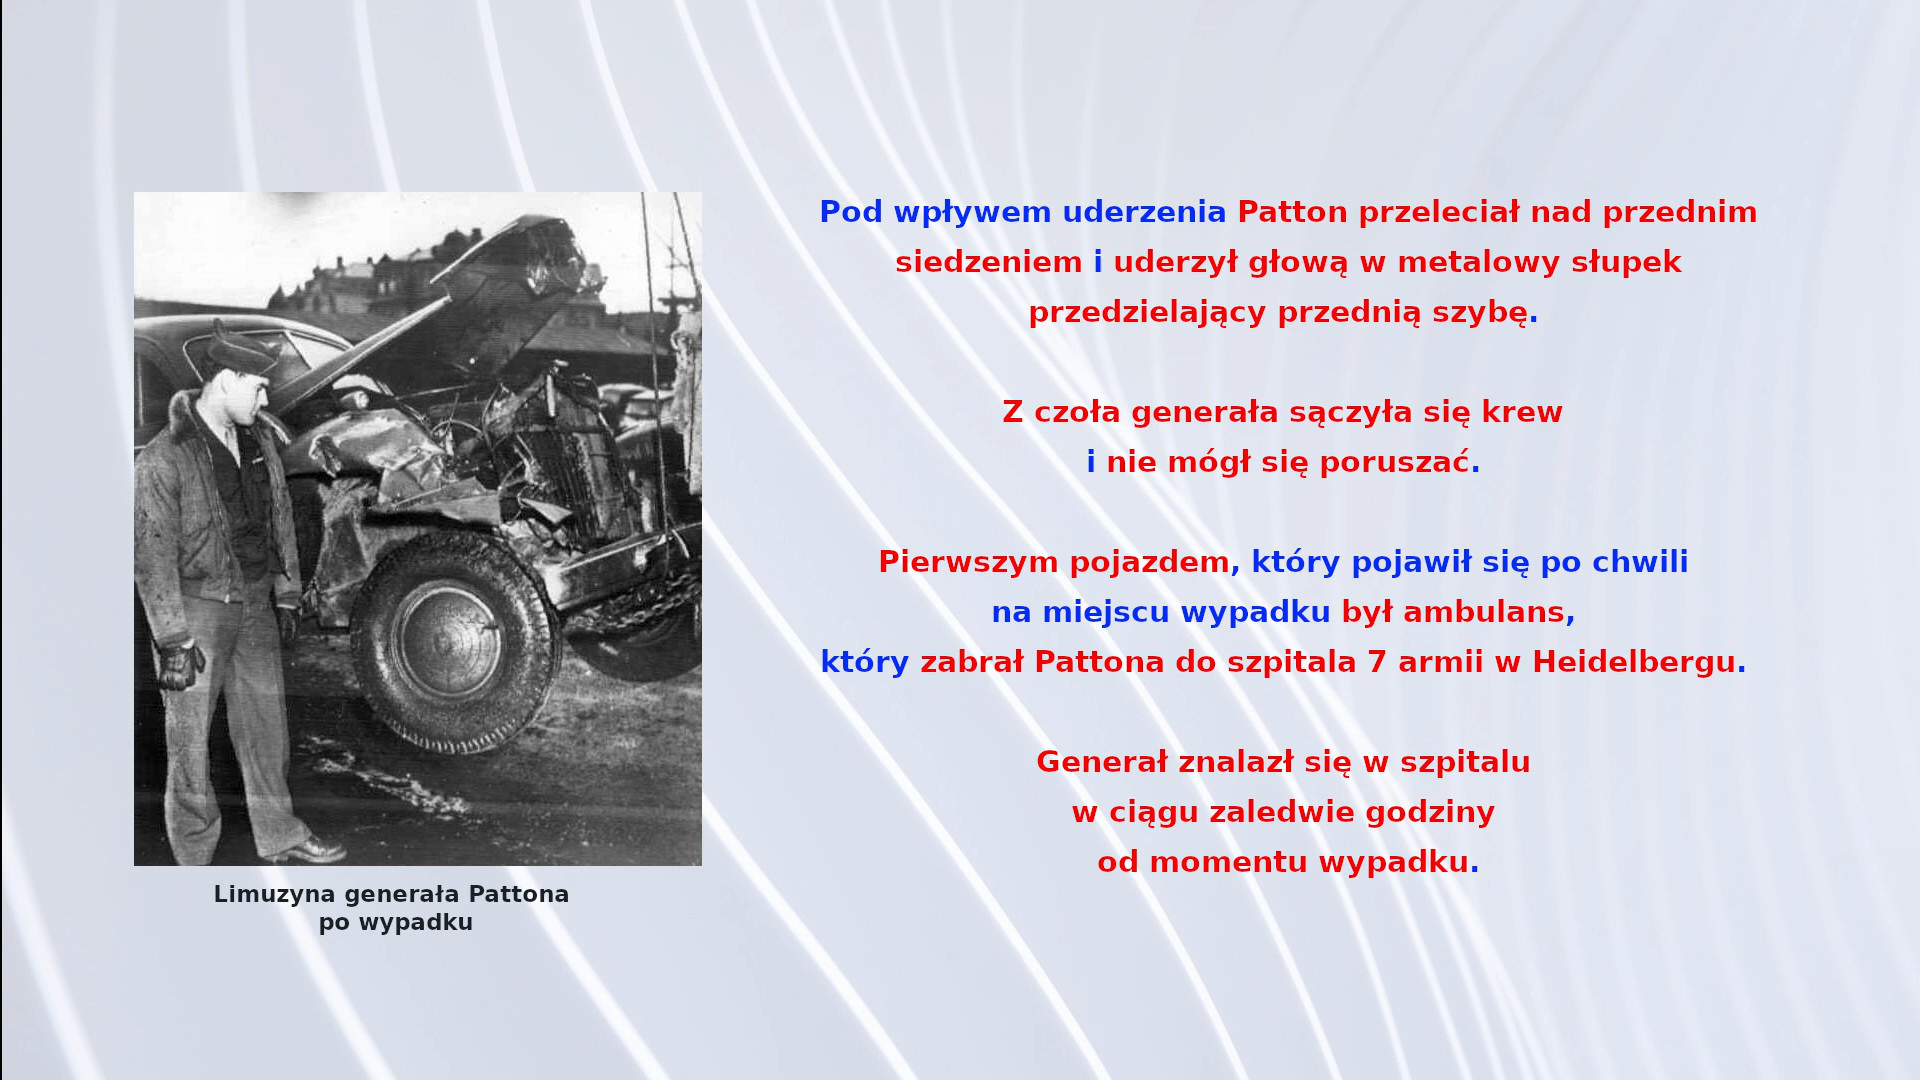 Pod wpływem uderzenia Patton przeleciał nad przednim
siedzeniem i uderzył głową w metalowy słupek
przedzielający przednią szybę.
Z czoła generała sączyła się krew
i nie mógł się poruszać.
Pierwszym pojazdem, który pojawił się po chwili
na miejscu wypadku był ambulans,
który zabrał Pattona do szpitala 7 armii w Heidelbergu.
Generał znalazł się w szpitalu
w ciągu zaledwie godziny
od momentu wypadku.
Limuzyna generała Pattona
po wypadku